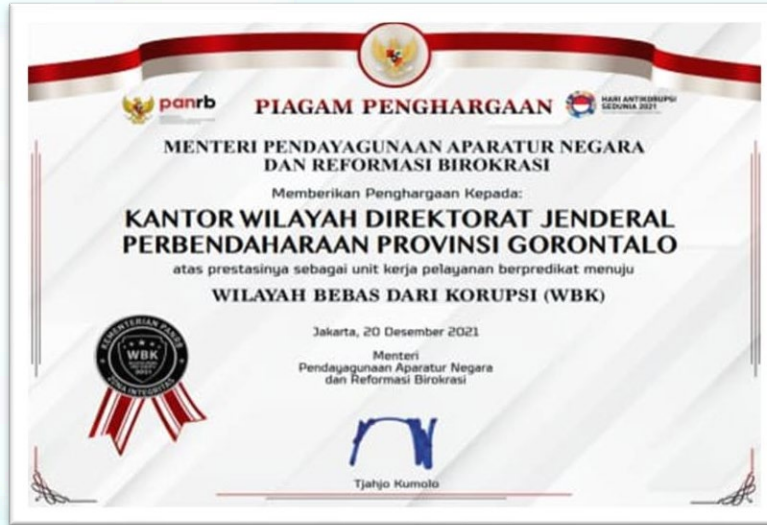 panrb
PIAGAM PENGHARGAAN
HARI ANTIKORUPSI
SEDUNIA 2021
MENTERI PENDAYAGUNAAN APARATUR NEGARA
DAN REFORMASI BIROKRASI
Memberikan Penghargaan Kepada:
KANTOR WILAYAH DIREKTORAT JENDERAL
PERBENDAHARAAN PROVINSI GORONTALO
atas prestasinya sebagai unit kerja pelayanan berpredikat menuju
WILAYAH BEBAS DARI KORUPSI (WBK)
Jakarta, 20 Desember 2021
Menteri
Pendayagunaan Aparatur Negara
dan Reformasi Birokrasi
KEMENTERIAN PANRB
WBK
2021
ZONA INTEGRITAS
Tjahjo Kumolo